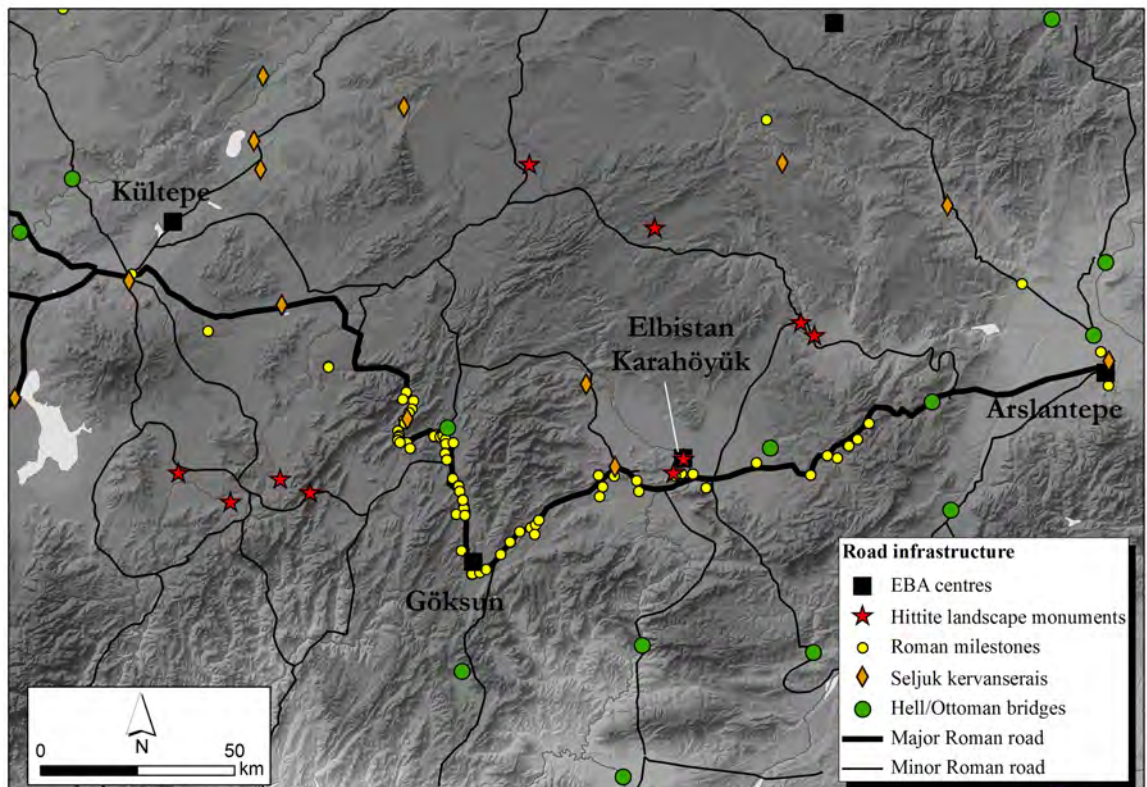 Kültepe
Elbistan
Karahöyük
Arslantepe
Göksun
Road infrastructure
EBA centres
Hittite landscape monuments
Roman milestones
Seljuk kervanserais
Hell/Ottoman bridges
Major Roman road
Minor Roman road
N
0 50
km